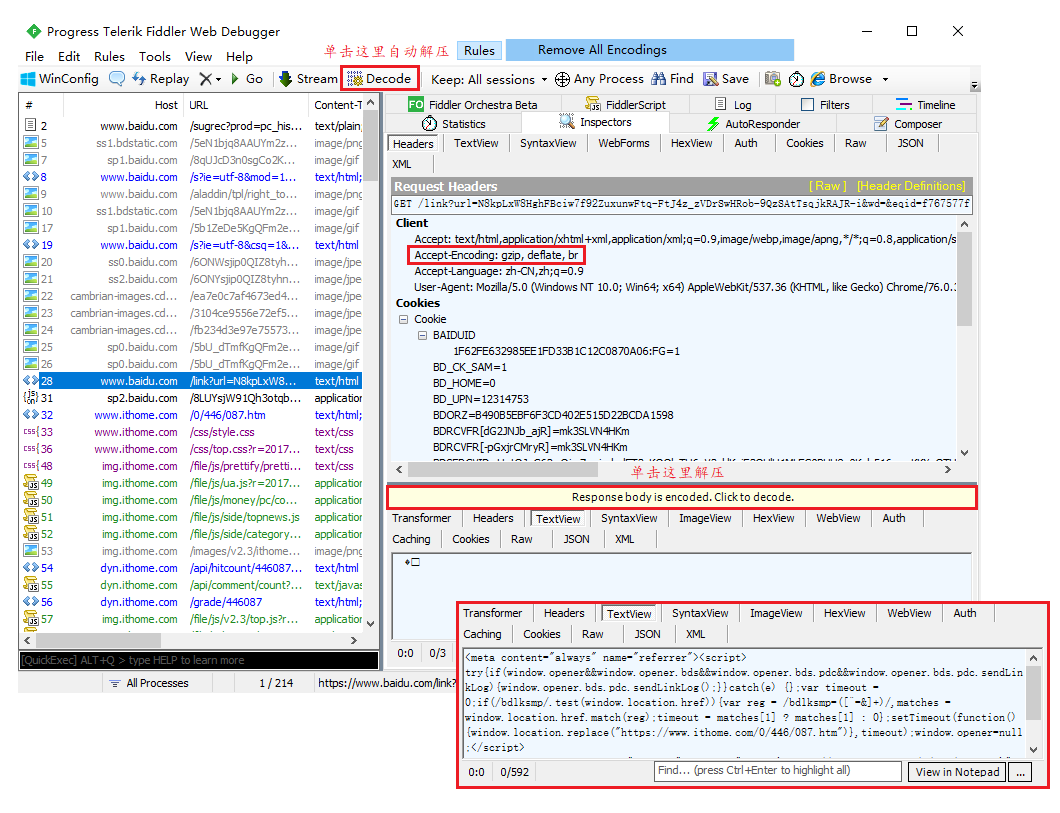 Progress Telerik Fiddler Web Debugger
File Edit Rules Tools View Help
单击这里自动解压 Rules Remove All Encodings
WinConfig Replay Go Stream Decode Keep: All sessions Any Process Find Save Browse
# Host URL Content-T
2 www.baidu.com /sugrec?prod=pc_his... text/plain;
5 ss1.bdstatic.com /5eN1bjq8AAUYm2z... image/png
7 sp1.baidu.com /8qUJcD3n0sgCo2K... image/gif
8 www.baidu.com /s?ie=utf-8&mod=1... text/html;
9 www.baidu.com /aladdin/tpl/right_to... image/png
10 ss1.bdstatic.com /5eN1bjq8AAUYm2z... image/png
17 sp1.baidu.com /5b1ZeDe5KgQFm2e... image/gif
19 www.baidu.com /s?ie=utf-8&csq=1&... text/html
20 ss0.baidu.com /6ONWsjip0QIZ8tyh... image/jpe
21 ss2.baidu.com /6ONYsjip0QIZ8tyhn... image/jpe
22 cambrian-images.cd... /ea7e0c7af4673ed4... image/jpe
23 cambrian-images.cd... /3104ce9556e72ef5... image/jpe
24 cambrian-images.cd... /fb234d3e97e75573... image/jpe
25 sp0.baidu.com /5bU_dTmfKgQFm2e... image/gif
26 sp0.baidu.com /5bU_dTmfKgQFm2e... image/gif
28 www.baidu.com /link?url=N8kpLxW8... text/html
31 sp2.baidu.com /8LUYsjW91Qh3otqb... application
32 www.ithome.com /0/446/087.htm text/html;
33 www.ithome.com /css/style.css text/css
36 www.ithome.com /css/top.css?r=2017... text/css
48 img.ithome.com /file/js/prettify/pretti... text/css
49 img.ithome.com /file/js/ua.js?r=2017... application
50 img.ithome.com /file/js/money/pc/co... application
51 img.ithome.com /file/js/side/topnews.js application
52 img.ithome.com /file/js/side/category... application
53 img.ithome.com /images/v2.3/ithome... image/png
54 dyn.ithome.com /api/hitcount/446087... text/html
55 dyn.ithome.com /api/comment/count?... text/javas
56 dyn.ithome.com /grade/446087 text/html;
57 img.ithome.com /file/js/v2.3/top.js?r... application
[QuickExec] ALT+Q > type HELP to learn more
All Processes 1 / 214 https://www.baidu.com/link?
FO Fiddler Orchestra Beta FiddlerScript Log Filters Timeline
Statistics Inspectors AutoResponder Composer
Headers TextView SyntaxView WebForms HexView Auth Cookies Raw JSON
XML
Request Headers [ Raw ] [Header Definitions]
GET /link?url=N8kpLxW8HghFBciw7f92ZuxunwFtq-FtJ4z_zVDrSwHRob-9QzSAtTsqjkRAJR-i&wd=&eqid=f767577f
Client
Accept: text/html,application/xhtml+xml,application/xml;q=0.9,image/webp,image/apng,*/*;q=0.8,application/s
Accept-Encoding: gzip, deflate, br
Accept-Language: zh-CN,zh;q=0.9
User-Agent: Mozilla/5.0 (Windows NT 10.0; Win64; x64) AppleWebKit/537.36 (KHTML, like Gecko) Chrome/76.0.
Cookies
Cookie
BAIDUID
1F62FE632985EE1FD33B1C12C0870A06:FG=1
BD_CK_SAM=1
BD_HOME=0
BD_UPN=12314753
BDORZ=B490B5EBF6F3CD402E515D22BCDA1598
BDRCVFR[dG2JNJb_ajR]=mk3SLVN4HKm
BDRCVFR[-pGxjrCMryR]=mk3SLVN4HKm
单击这里解压
Response body is encoded. Click to decode.
Transformer Headers TextView SyntaxView ImageView HexView WebView Auth
Caching Cookies Raw JSON XML
0:0 0/3
Transformer Headers TextView SyntaxView ImageView HexView WebView Auth
Caching Cookies Raw JSON XML
<meta content="always" name="referrer"><script>
try{if(window.opener&&window.opener.bds&&window.opener.bds.pdc&&window.opener.bds.pdc.sendLin
kLog){window.opener.bds.pdc.sendLinkLog();}}catch(e) {};var timeout =
0;if(/bdlksmp/.test(window.location.href)){var reg = /bdlksmp=([^=&]+)/,matches =
window.location.href.match(reg);timeout = matches[1] ? matches[1] : 0};setTimeout(function()
{window.location.replace("https://www.ithome.com/0/446/087.htm")},timeout);window.opener=null
;</script>
0:0 0/592 Find... (press Ctrl+Enter to highlight all) View in Notepad ...